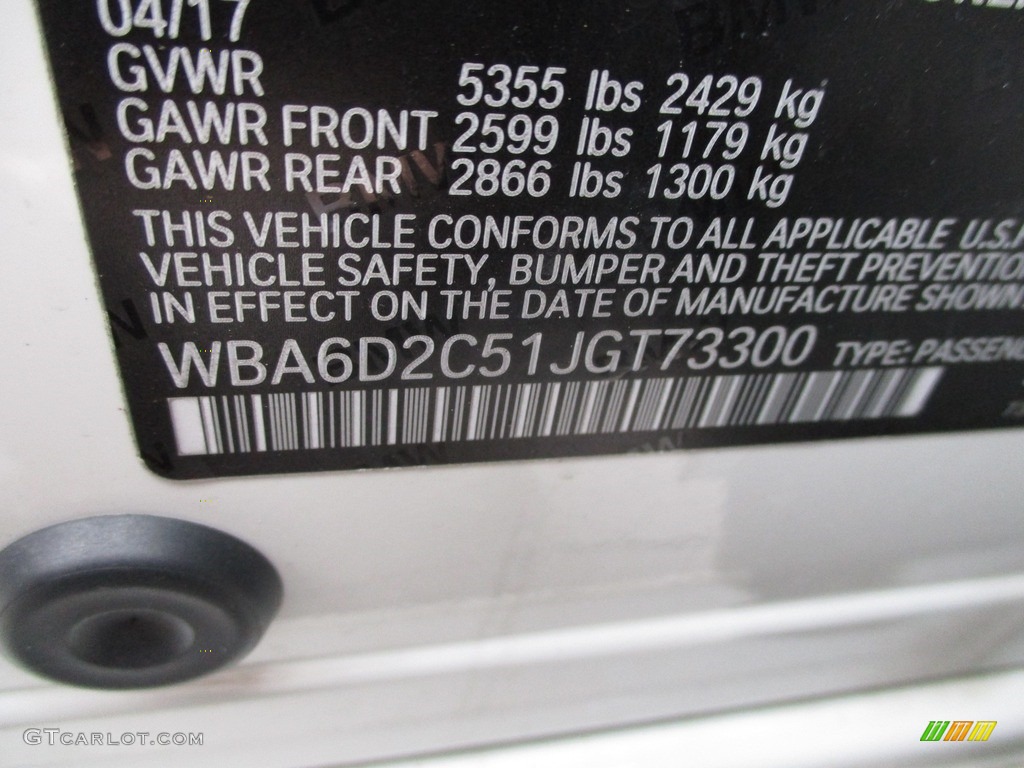 04/17
GVWR 5355 lbs 2429 kg
GAWR FRONT 2599 lbs 1179 kg
GAWR REAR 2866 lbs 1300 kg
THIS VEHICLE CONFORMS TO ALL APPLICABLE U.S.
VEHICLE SAFETY, BUMPER AND THEFT PREVENTIO
IN EFFECT ON THE DATE OF MANUFACTURE SHOWN
WBA6D2C51JGT73300 TYPE: PASSENG
GTCARLOT.COM